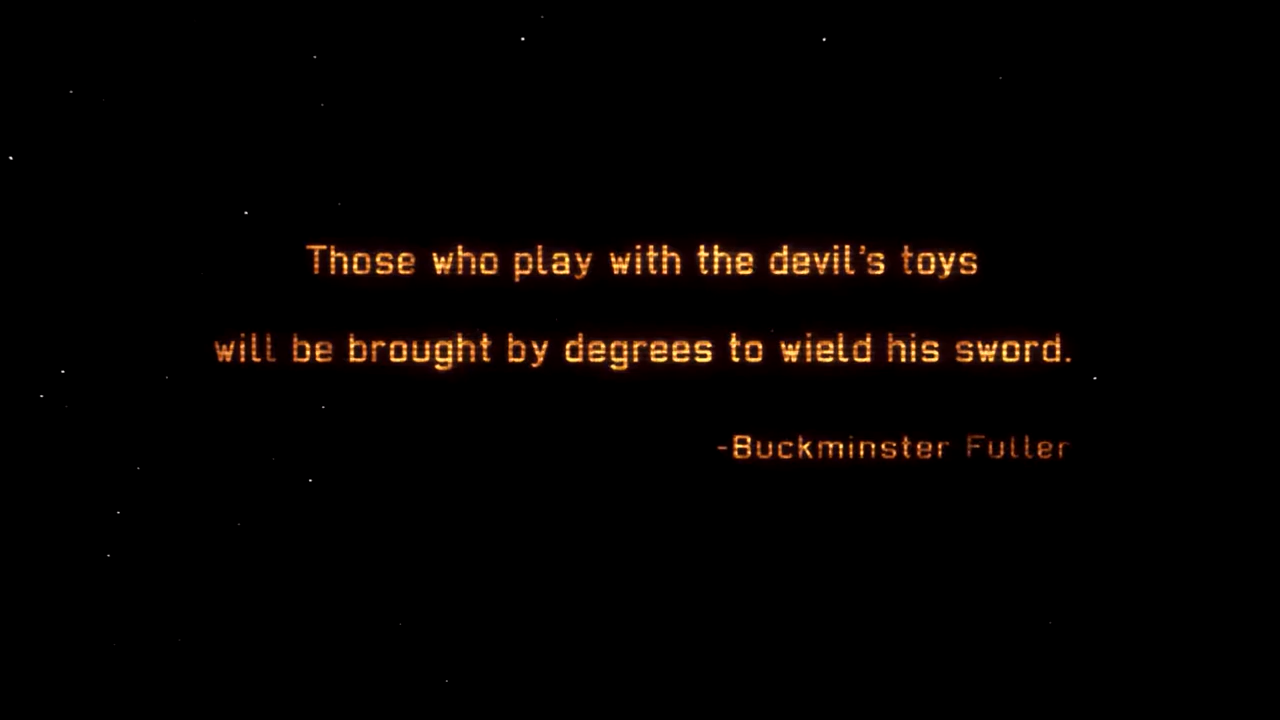 Those who play with the devil's toys
will be brought by degrees to wield his sword.
-Buckminster Fuller